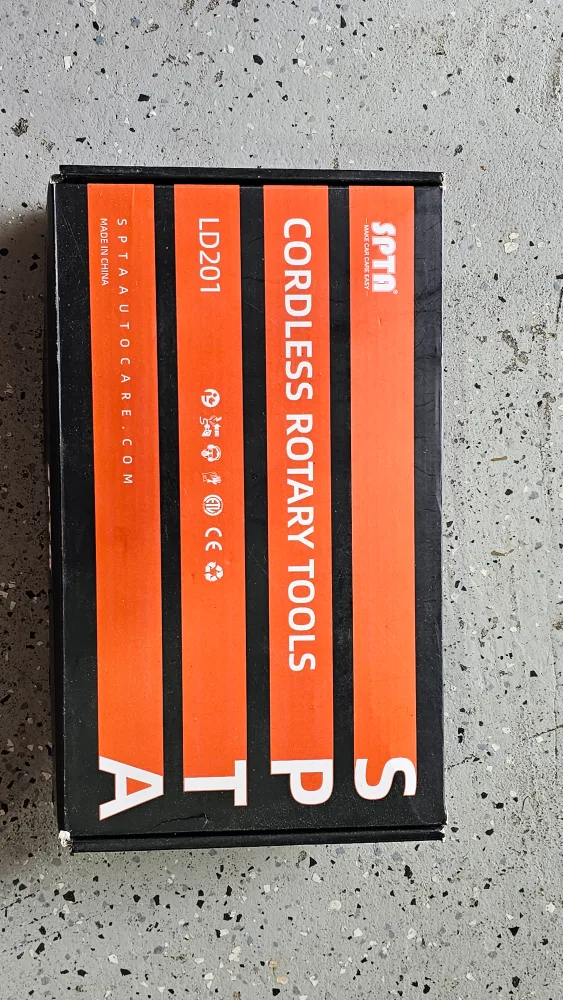 SPTA®
MAKE CAR CARE EASY
CORDLESS ROTARY TOOLS
LD201
CE
SPTAAUTOCARE.COM
MADE IN CHINA
S
P
T
A